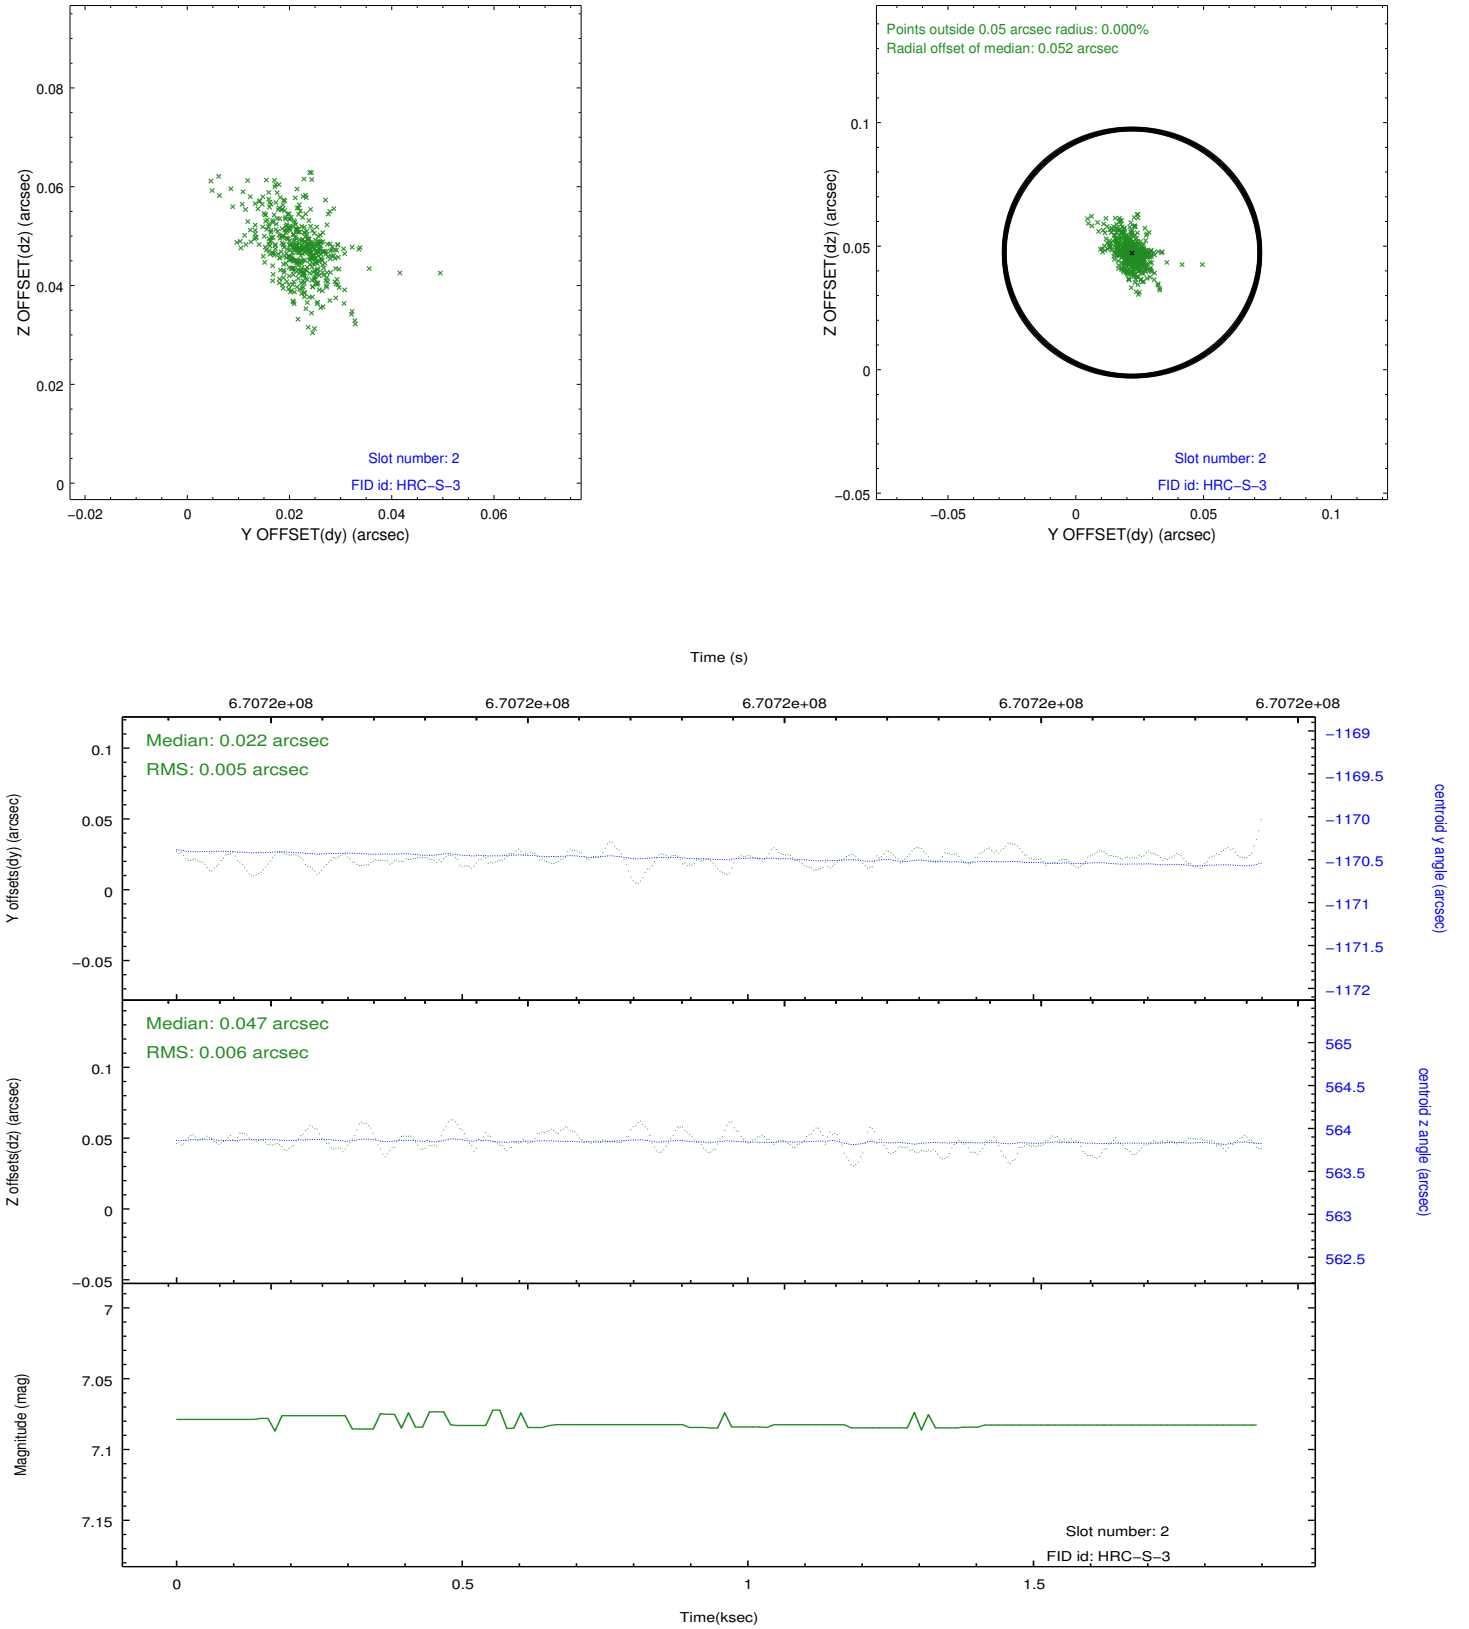 0.08
0.06
0.04
0.02
0
−0.02
0
0.02
0.04
0.06
Z OFFSET(dz) (arcsec)
Y OFFSET(dy) (arcsec)
Slot number: 2
FID id: HRC−S−3
Points outside 0.05 arcsec radius: 0.000%
Radial offset of median: 0.052 arcsec
0.1
0.05
0
−0.05
−0.05
0
0.05
0.1
Z OFFSET(dz) (arcsec)
Y OFFSET(dy) (arcsec)
Slot number: 2
FID id: HRC−S−3
Time (s)
6.7072e+08
6.7072e+08
6.7072e+08
6.7072e+08
6.7072e+08
Median: 0.022 arcsec
RMS: 0.005 arcsec
0.1
0.05
0
−0.05
Y offsets(dy) (arcsec)
−1169
−1169.5
−1170
−1170.5
−1171
−1171.5
−1172
centroid y angle (arcsec)
Median: 0.047 arcsec
RMS: 0.006 arcsec
0.1
0.05
0
−0.05
Z offsets(dz) (arcsec)
565
564.5
564
563.5
563
562.5
centroid z angle (arcsec)
7
7.05
7.1
7.15
Magnitude (mag)
Slot number: 2
FID id: HRC−S−3
0
0.5
1
1.5
Time(ksec)